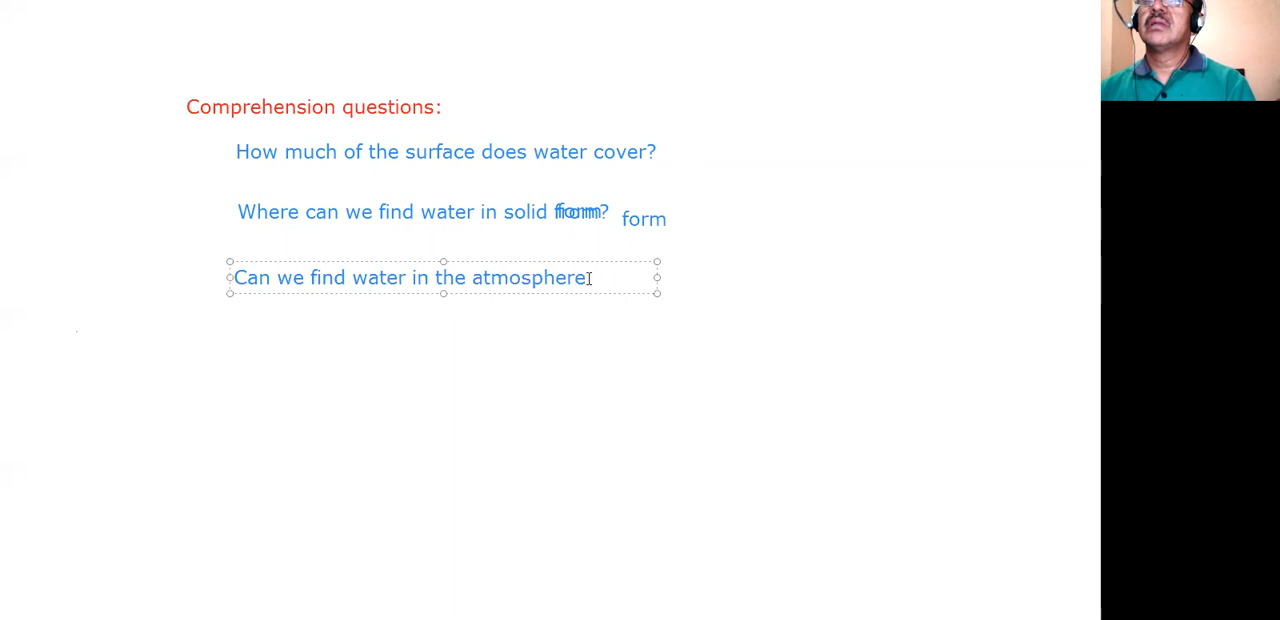 Comprehension questions:
How much of the surface does water cover?
Where can we find water in solid form?
form
Can we find water in the atmosphere